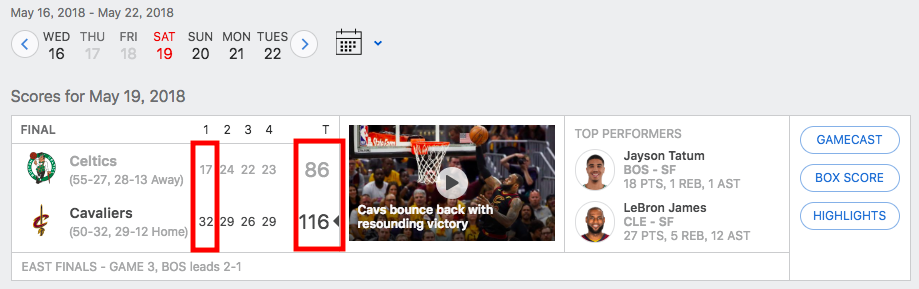 May 16, 2018 - May 22, 2018
WED THU FRI SAT SUN MON TUES
16 17 18 19 20 21 22
Scores for May 19, 2018
FINAL 1 2 3 4 T
Celtics 17 24 22 23 86
(55-27, 28-13 Away)
Cavaliers 32 29 26 29 116
(50-32, 29-12 Home)
EAST FINALS - GAME 3, BOS leads 2-1
Cavs bounce back with
resounding victory
TOP PERFORMERS
Jayson Tatum
BOS - SF
18 PTS, 1 REB, 1 AST
LeBron James
CLE - SF
27 PTS, 5 REB, 12 AST
GAMECAST
BOX SCORE
HIGHLIGHTS